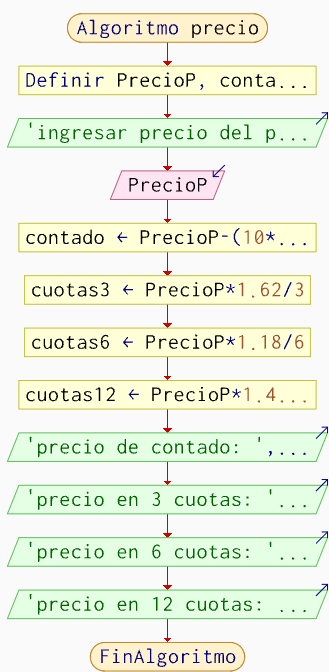 Algoritmo precio
Definir PrecioP, conta...
'ingresar precio del p...
PrecioP
contado ← PrecioP-(10*...
cuotas3 ← PrecioP*1.62/3
cuotas6 ← PrecioP*1.18/6
cuotas12 ← PrecioP*1.4...
'precio de contado: ',...
'precio en 3 cuotas: '...
'precio en 6 cuotas: '...
'precio en 12 cuotas: ...
FinAlgoritmo